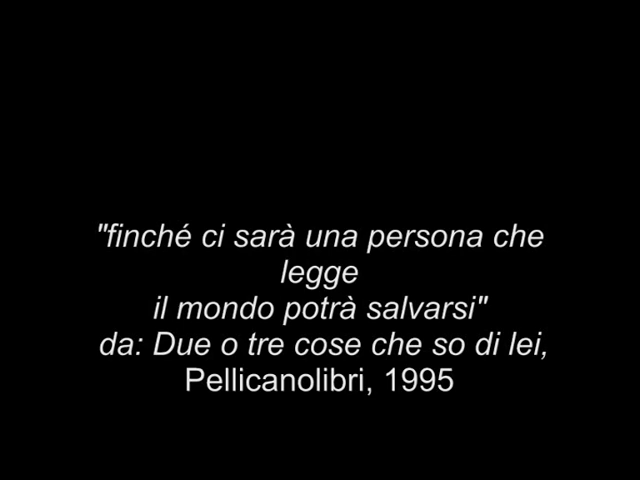 "finché ci sarà una persona che
legge
il mondo potrà salvarsi"
da: Due o tre cose che so di lei,
Pellicanolibri, 1995